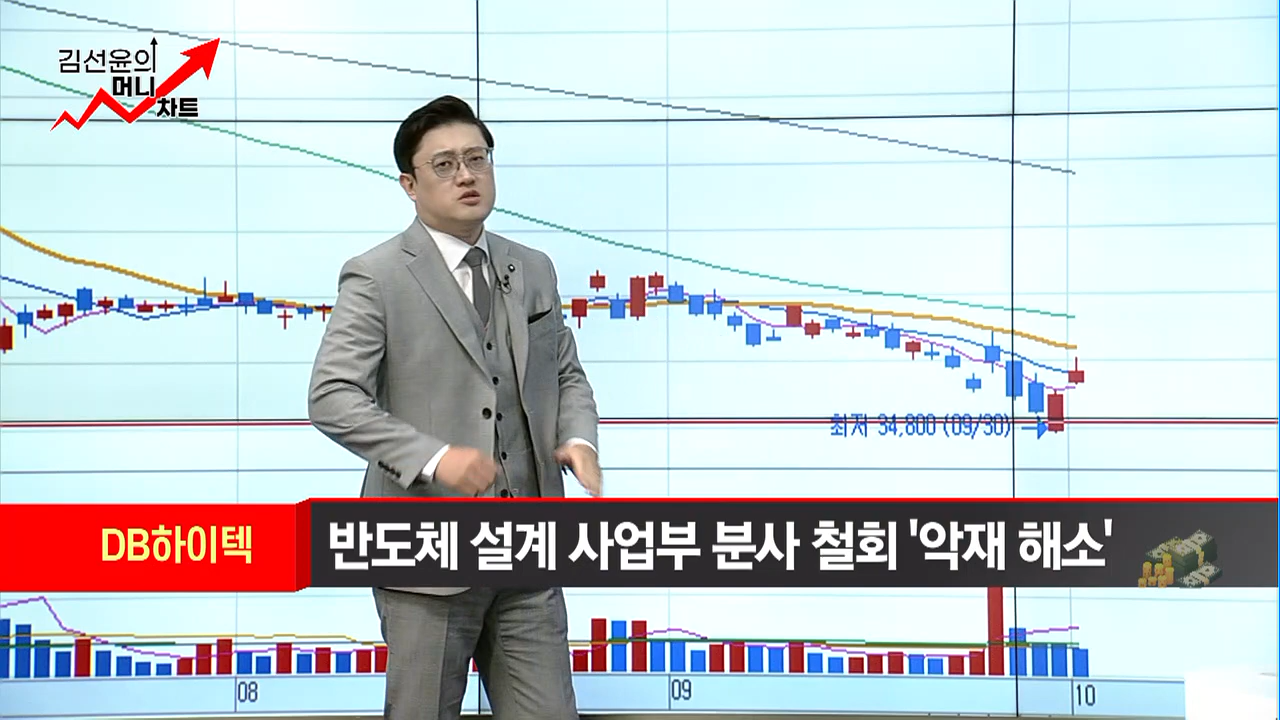 김선윤의
머니
차트
최저 34,800 (09/30)
DB하이텍
반도체 설계 사업부 분사 철회 '악재 해소'
08
09
10